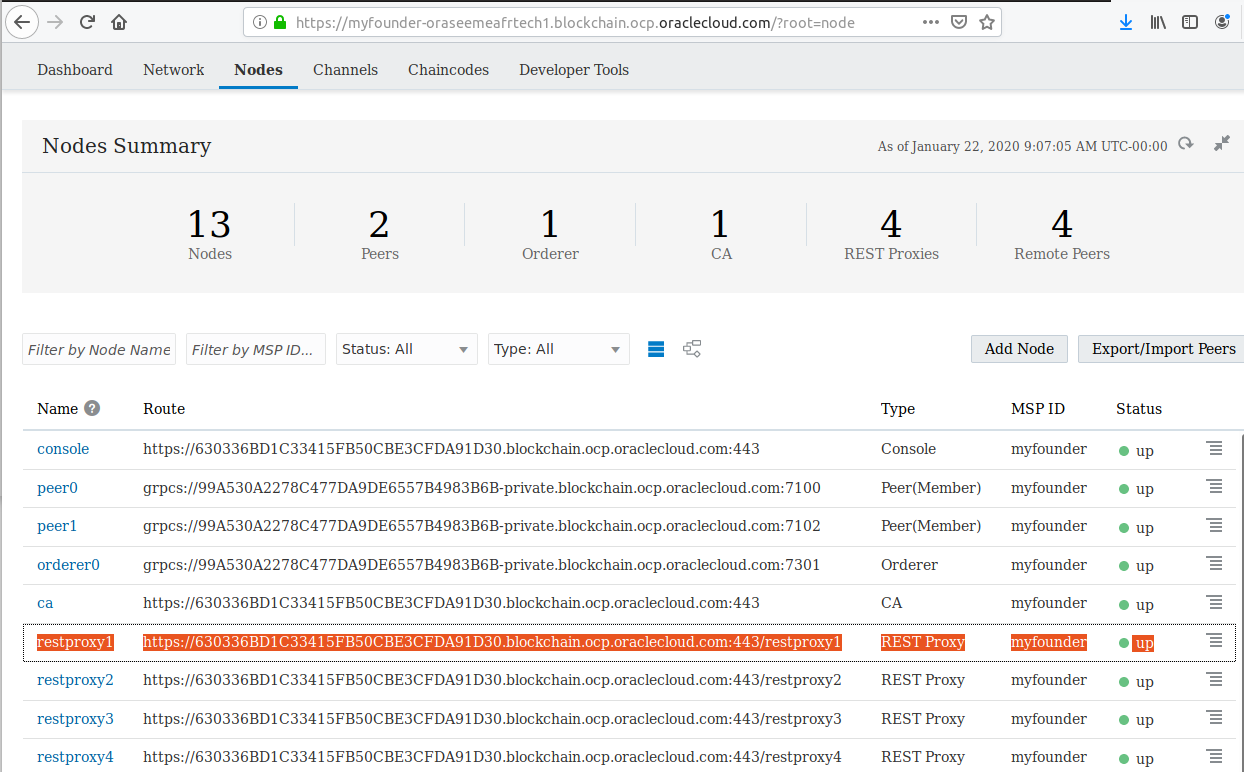 https://myfounder-oraseemeafrtech1.blockchain.ocp.oraclecloud.com/?root=node
Dashboard Network Nodes Channels Chaincodes Developer Tools
Nodes Summary As of January 22, 2020 9:07:05 AM UTC-00:00
13 2 1 1 4 4
Nodes Peers Orderer CA REST Proxies Remote Peers
Filter by Node Name Filter by MSP ID... Status: All Type: All Add Node Export/Import Peers
Name ? Route Type MSP ID Status
console https://630336BD1C33415FB50CBE3CFDA91D30.blockchain.ocp.oraclecloud.com:443 Console myfounder up
peer0 grpcs://99A530A2278C477DA9DE6557B4983B6B-private.blockchain.ocp.oraclecloud.com:7100 Peer(Member) myfounder up
peer1 grpcs://99A530A2278C477DA9DE6557B4983B6B-private.blockchain.ocp.oraclecloud.com:7102 Peer(Member) myfounder up
orderer0 grpcs://99A530A2278C477DA9DE6557B4983B6B-private.blockchain.ocp.oraclecloud.com:7301 Orderer myfounder up
ca https://630336BD1C33415FB50CBE3CFDA91D30.blockchain.ocp.oraclecloud.com:443 CA myfounder up
restproxy1 https://630336BD1C33415FB50CBE3CFDA91D30.blockchain.ocp.oraclecloud.com:443/restproxy1 REST Proxy myfounder up
restproxy2 https://630336BD1C33415FB50CBE3CFDA91D30.blockchain.ocp.oraclecloud.com:443/restproxy2 REST Proxy myfounder up
restproxy3 https://630336BD1C33415FB50CBE3CFDA91D30.blockchain.ocp.oraclecloud.com:443/restproxy3 REST Proxy myfounder up
restproxy4 https://630336BD1C33415FB50CBE3CFDA91D30.blockchain.ocp.oraclecloud.com:443/restproxy4 REST Proxy myfounder up